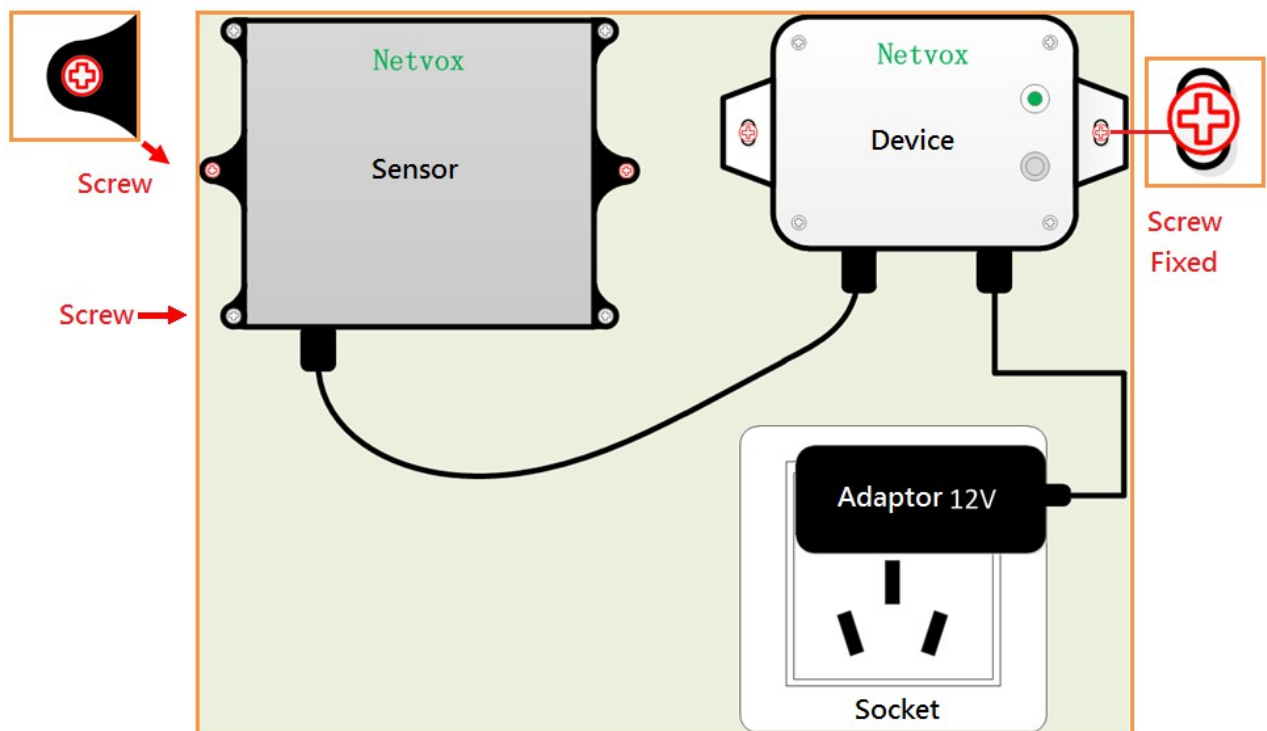 Netvox
Sensor
Netvox
Device
Screw
Screw
Screw
Fixed
Adaptor 12V
Socket